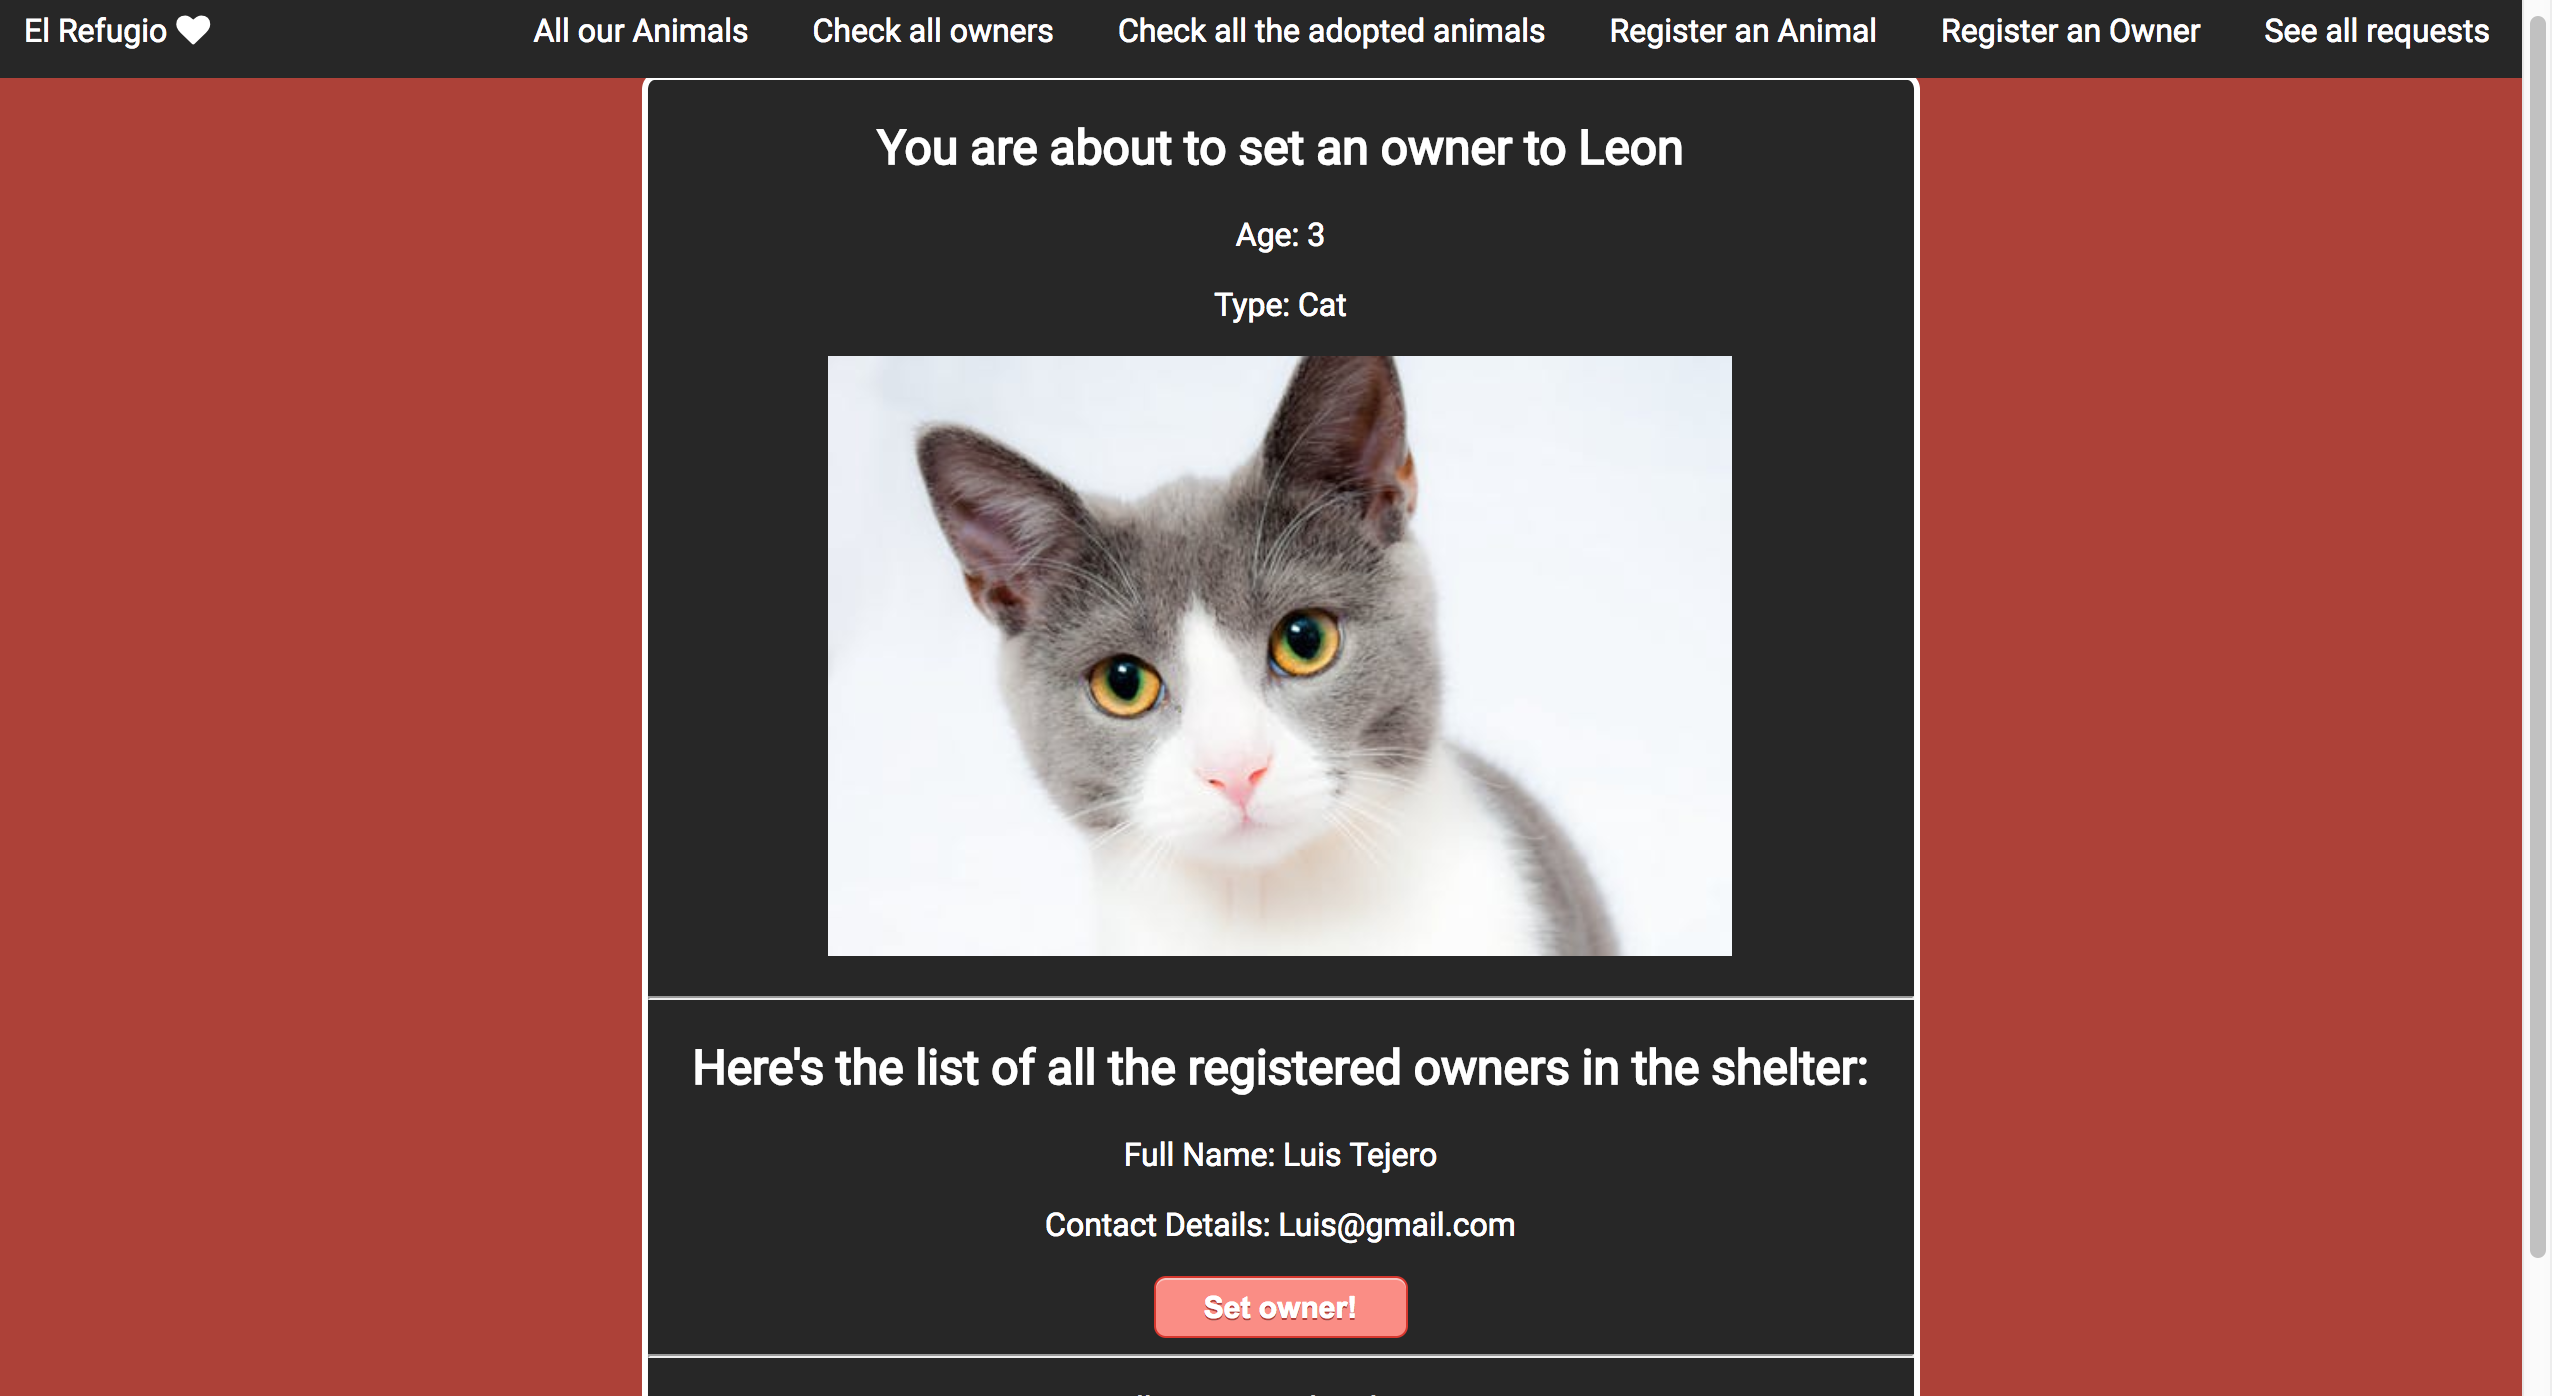 El Refugio
All our Animals
Check all owners
Check all the adopted animals
Register an Animal
Register an Owner
See all requests
You are about to set an owner to Leon
Age: 3
Type: Cat
Here's the list of all the registered owners in the shelter:
Full Name: Luis Tejero
Contact Details: Luis@gmail.com
Set owner!